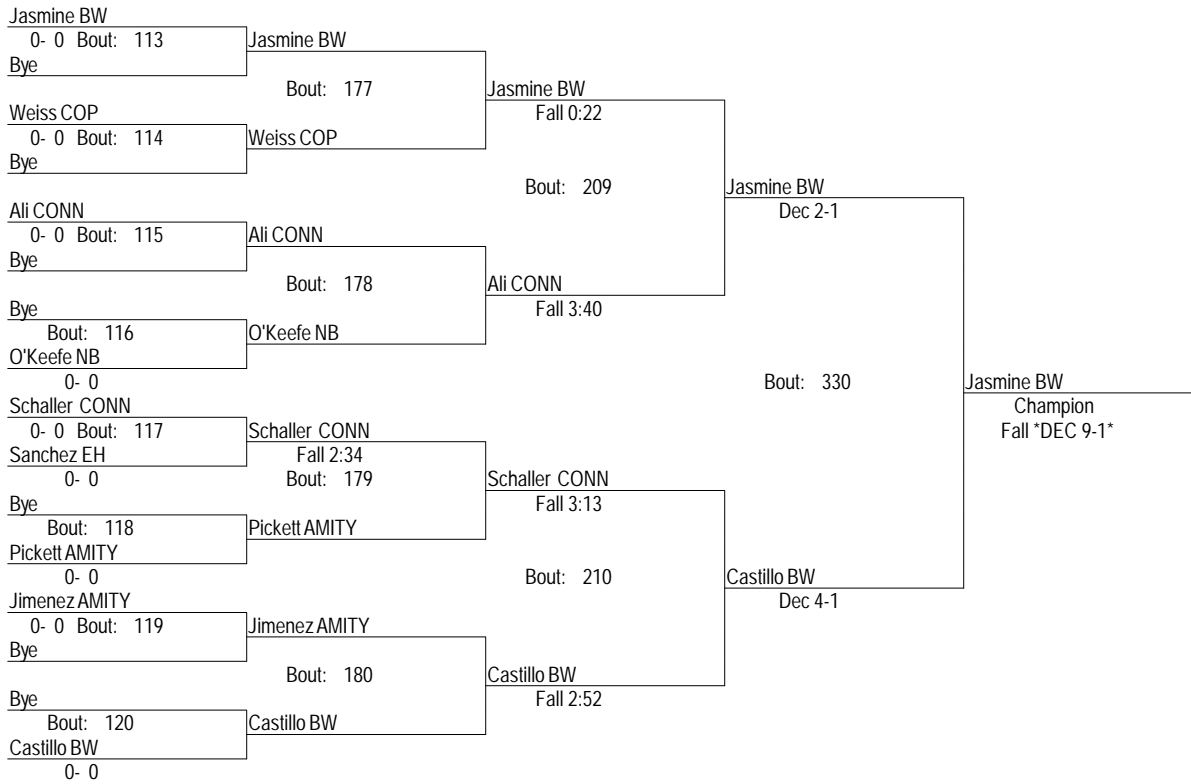 Jasmine BW
0- 0 Bout: 113
Bye
Weiss COP
0- 0 Bout: 114
Bye
Ali CONN
0- 0 Bout: 115
Bye
Bye
Bout: 116
O'Keefe NB
0- 0
Schaller CONN
0- 0 Bout: 117
Sanchez EH
0- 0
Bye
Bout: 118
Pickett AMITY
0- 0
Jimenez AMITY
0- 0 Bout: 119
Bye
Bye
Bout: 120
Castillo BW
0- 0
Jasmine BW
Bout: 177
Weiss COP
Ali CONN
Bout: 178
O'Keefe NB
Schaller CONN
Fall 2:34
Bout: 179
Pickett AMITY
Jimenez AMITY
Bout: 180
Castillo BW
Jasmine BW
Fall 0:22
Bout: 209
Ali CONN
Fall 3:40
Schaller CONN
Fall 3:13
Bout: 210
Castillo BW
Fall 2:52
Jasmine BW
Dec 2-1
Bout: 330
Castillo BW
Dec 4-1
Jasmine BW
Champion
Fall *DEC 9-1*